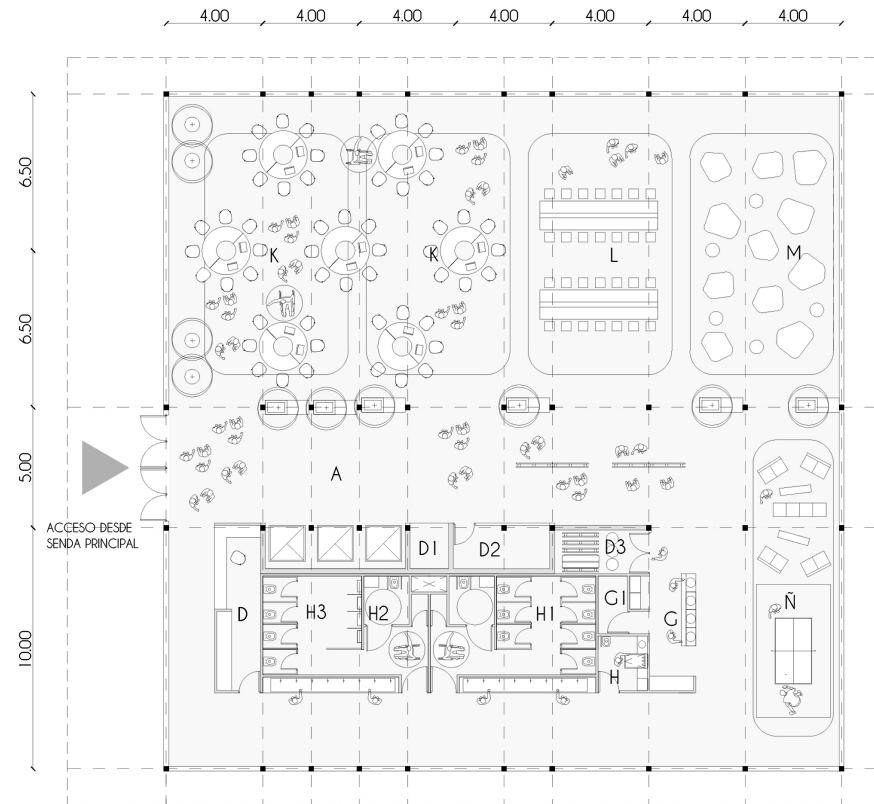 4.00 4.00 4.00 4.00 4.00 4.00 4.00
6.50
K K L M
6.50
5.00
A
ACCESO DESDE
SENDA PRINCIPAL
D1 D2 D3
10.00
D H3 H2 H1 G1 G Ñ
H